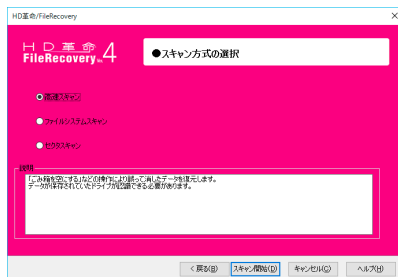 HD革命/FileRecovery
HD革命
FileRecovery Ver.4
●スキャン方式の選択
高速スキャン
ファイルシステムスキャン
セクタスキャン
説明
「ごみ箱を空にする」などの操作により誤って消したデータを復元します。
データが保存されていたドライブが認識できる必要があります。
< 戻る(B)
スキャン開始(D)
キャンセル(C)
ヘルプ(H)